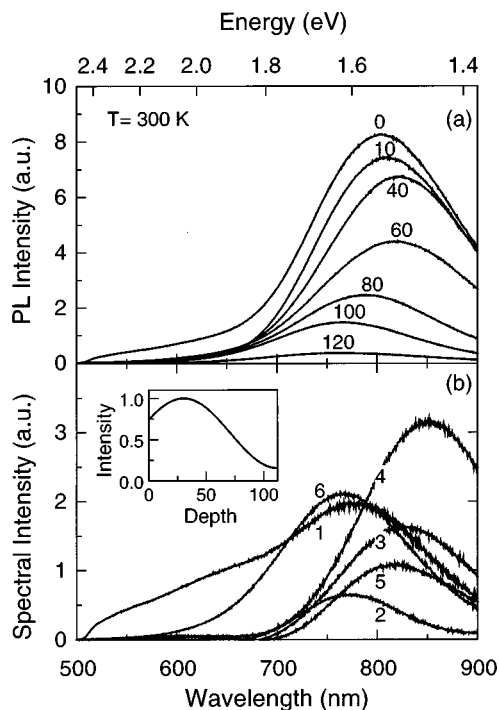 Energy (eV)
2.4 2.2 2.0 1.8 1.6 1.4
10
8
6
4
2
0
PL Intensity (a.u.)
T= 300 K
(a)
0
10
40
60
80
100
120
(b)
3
2
1
0
Spectral Intensity (a.u.)
1.0
0.5
0.0
Intensity
0 50 100
Depth
4
6
1
3
5
2
500 600 700 800 900
Wavelength (nm)